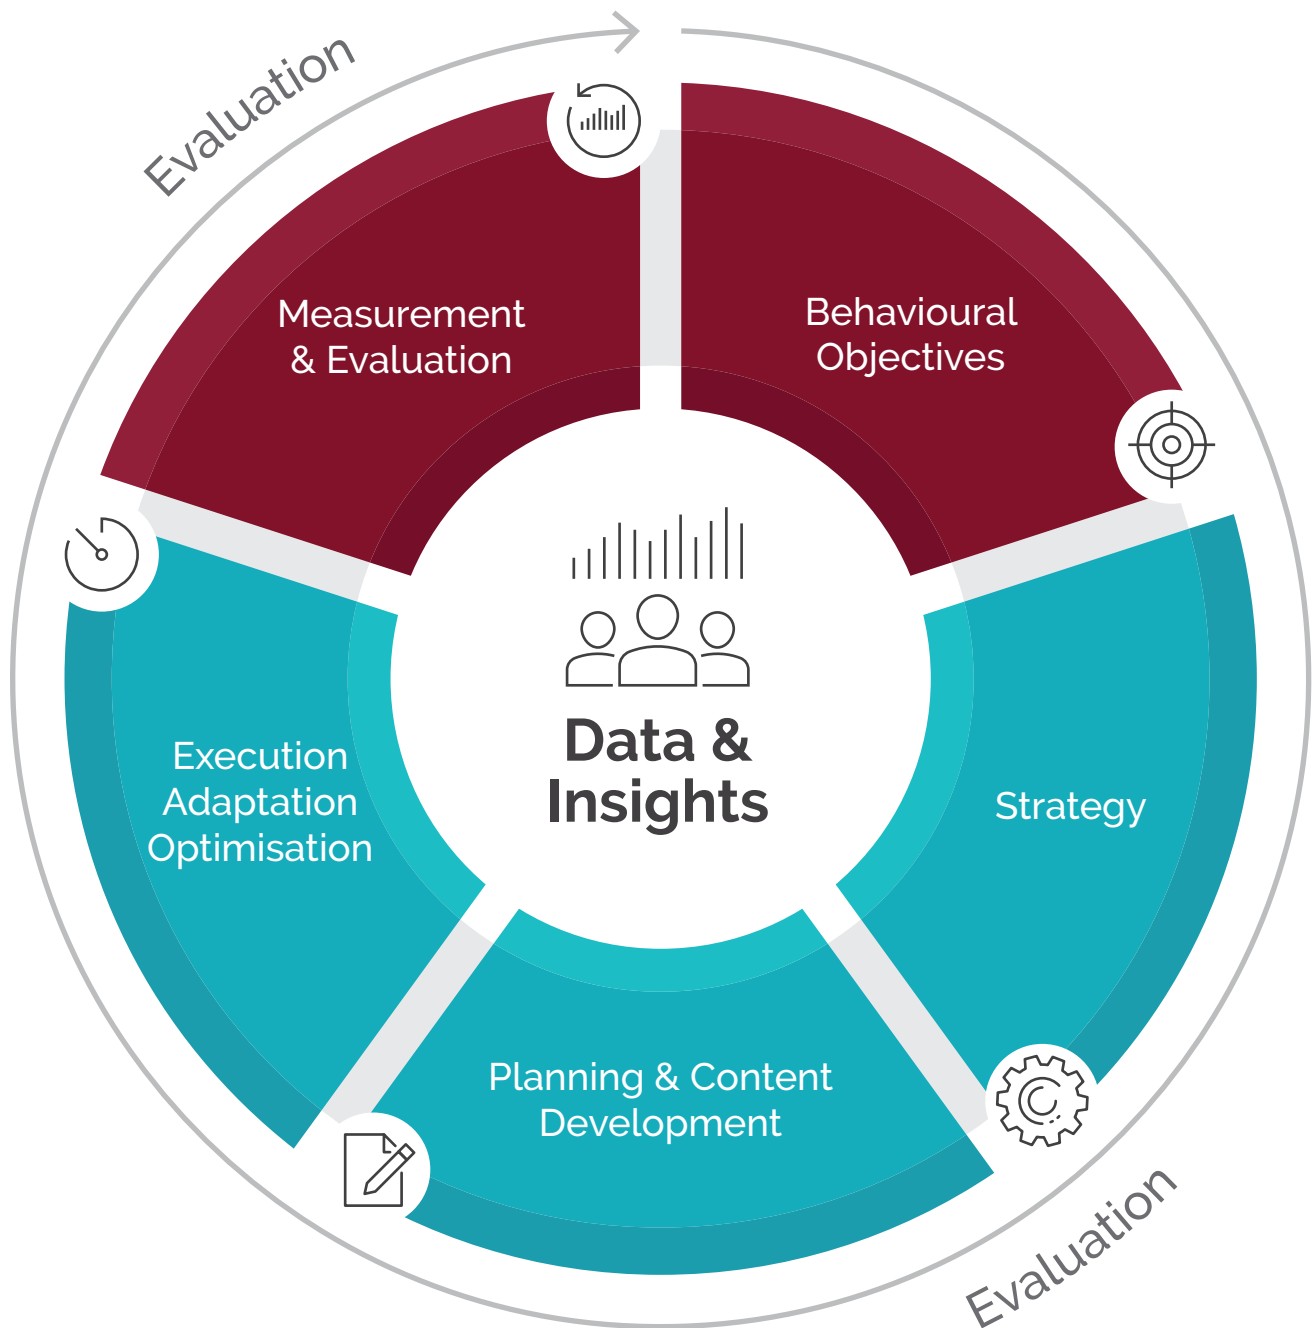 Evaluation
Measurement
& Evaluation
Behavioural
Objectives
Data &
Insights
Execution
Adaptation
Optimisation
Strategy
Planning & Content
Development
Evaluation